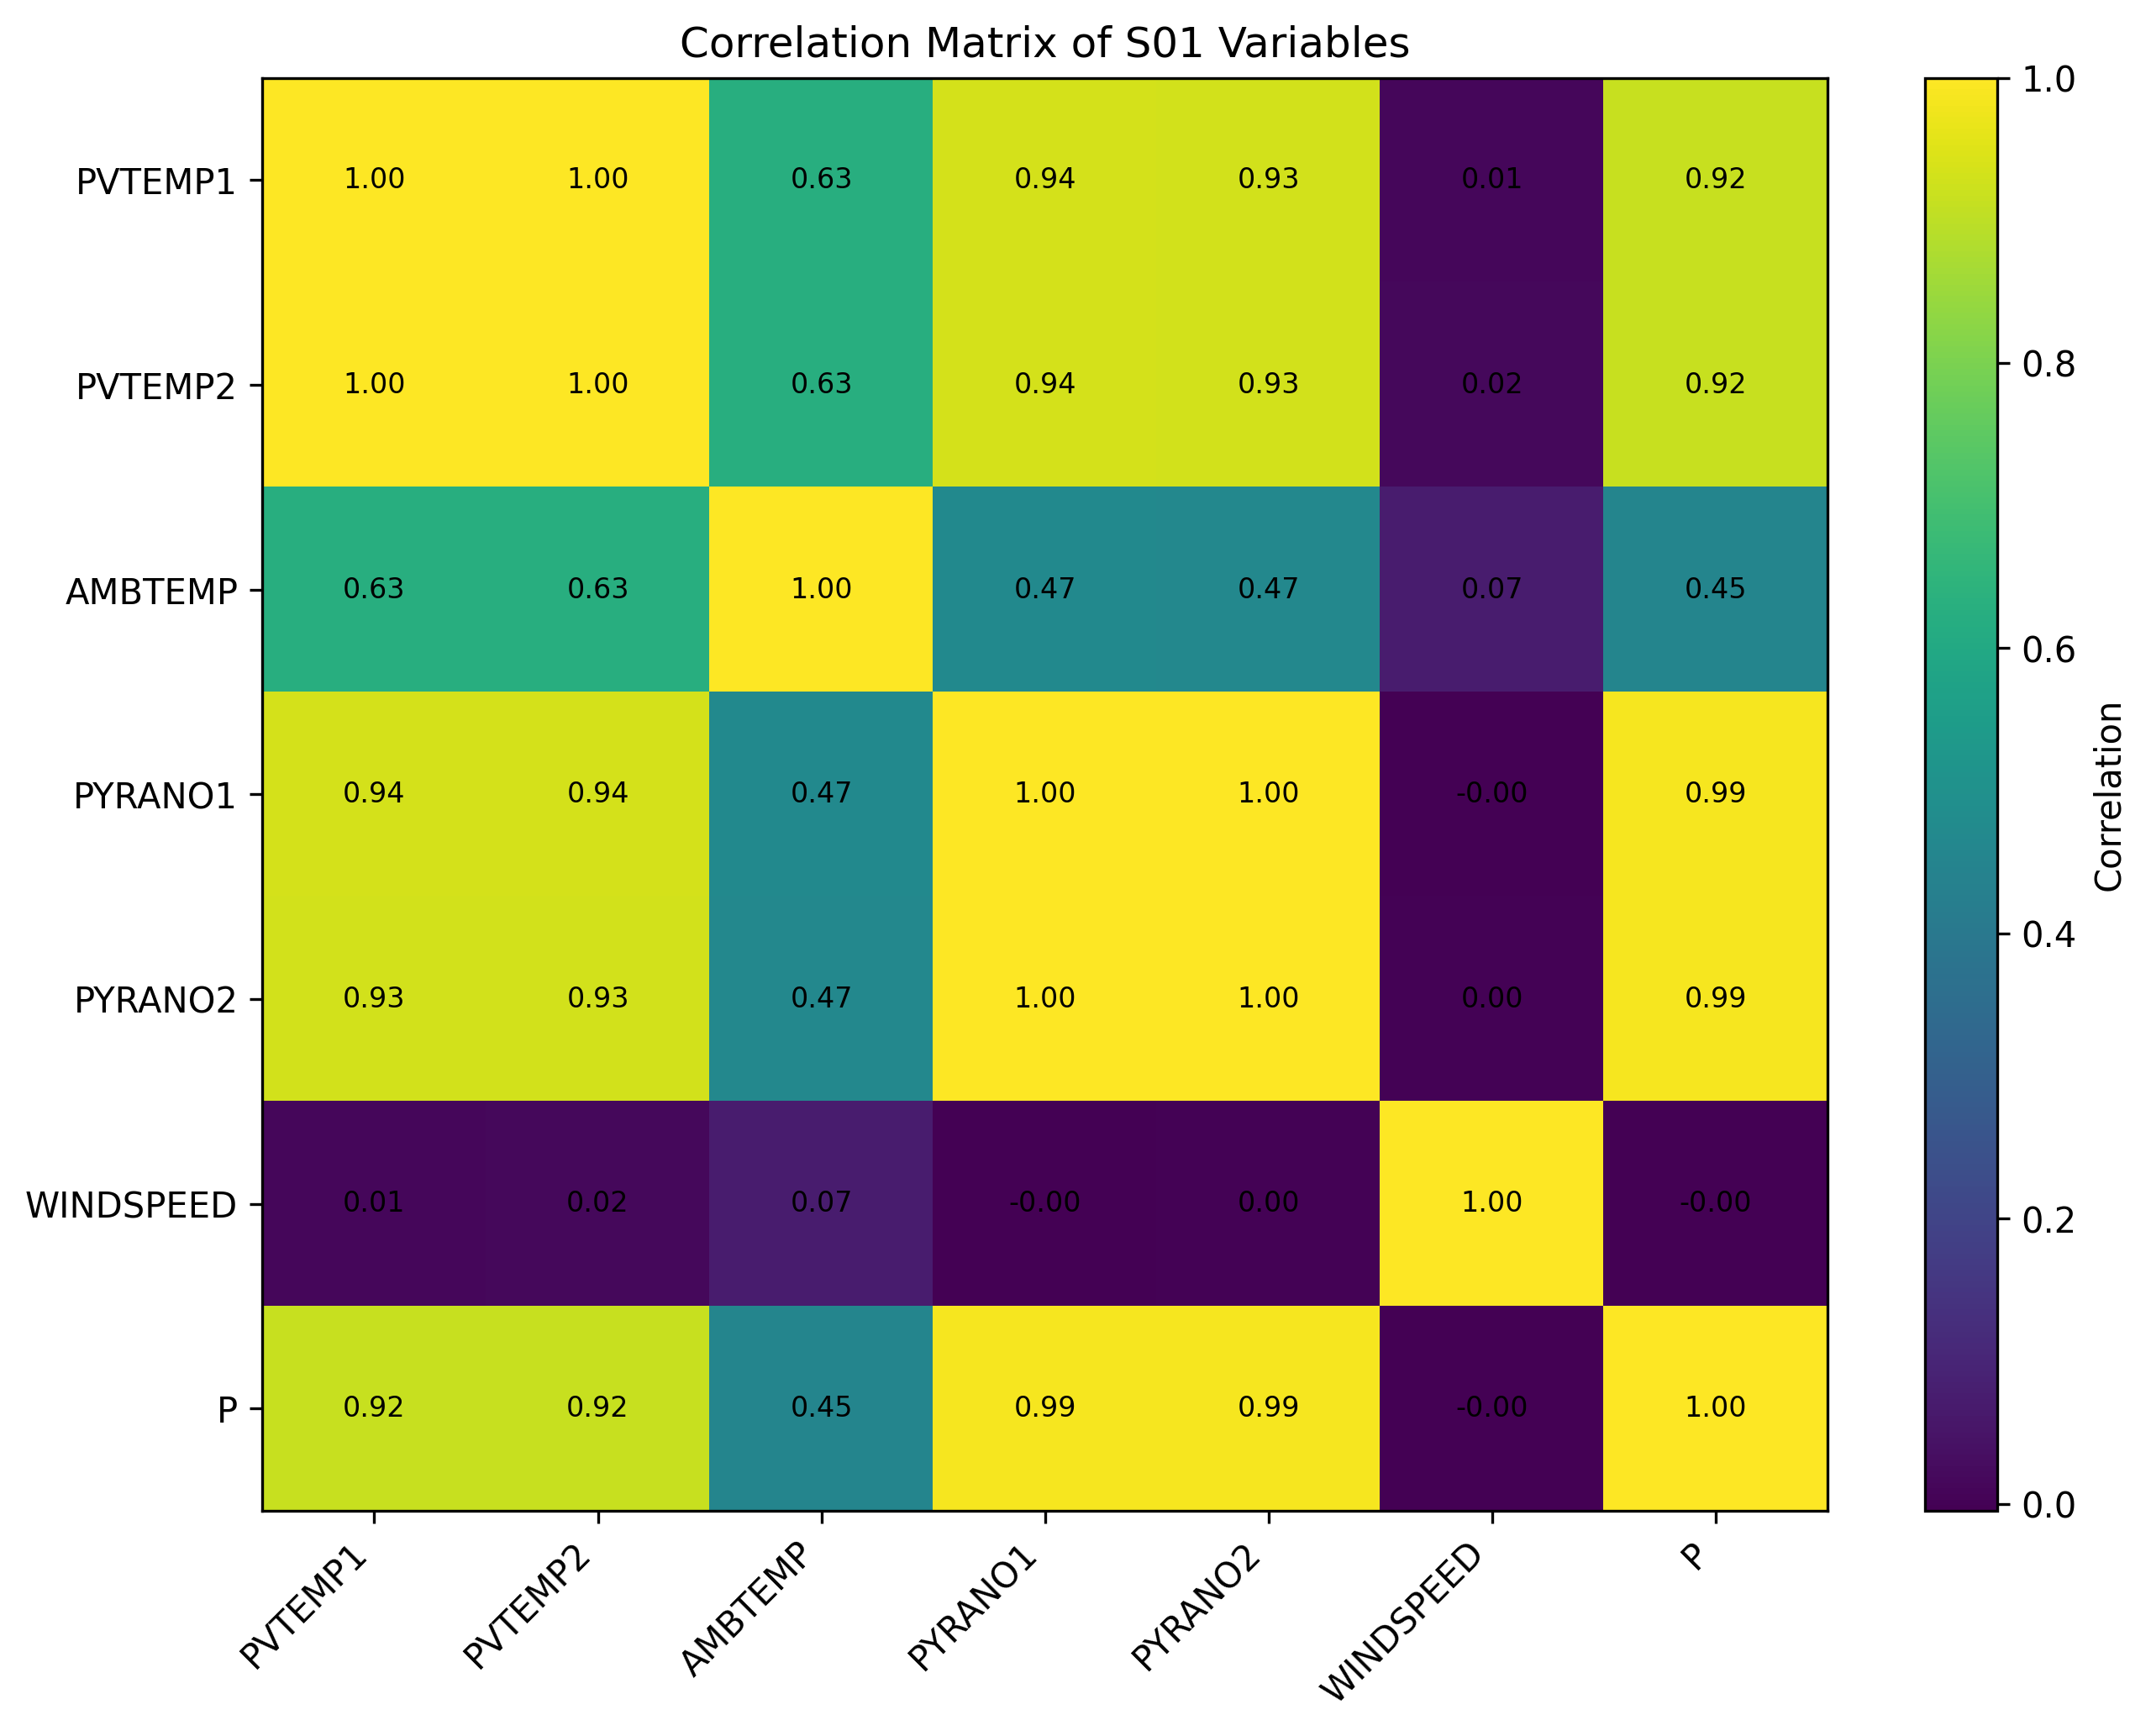 Correlation Matrix of S01 Variables
PVTEMP1 1.00 1.00 0.63 0.94 0.93 0.01 0.92
PVTEMP2 1.00 1.00 0.63 0.94 0.93 0.02 0.92
AMBTEMP 0.63 0.63 1.00 0.47 0.47 0.07 0.45
PYRANO1 0.94 0.94 0.47 1.00 1.00 -0.00 0.99
PYRANO2 0.93 0.93 0.47 1.00 1.00 0.00 0.99
WINDSPEED 0.01 0.02 0.07 -0.00 0.00 1.00 -0.00
P 0.92 0.92 0.45 0.99 0.99 -0.00 1.00
PVTEMP1 PVTEMP2 AMBTEMP PYRANO1 PYRANO2 WINDSPEED P
1.0
0.8
0.6
0.4
0.2
0.0
Correlation